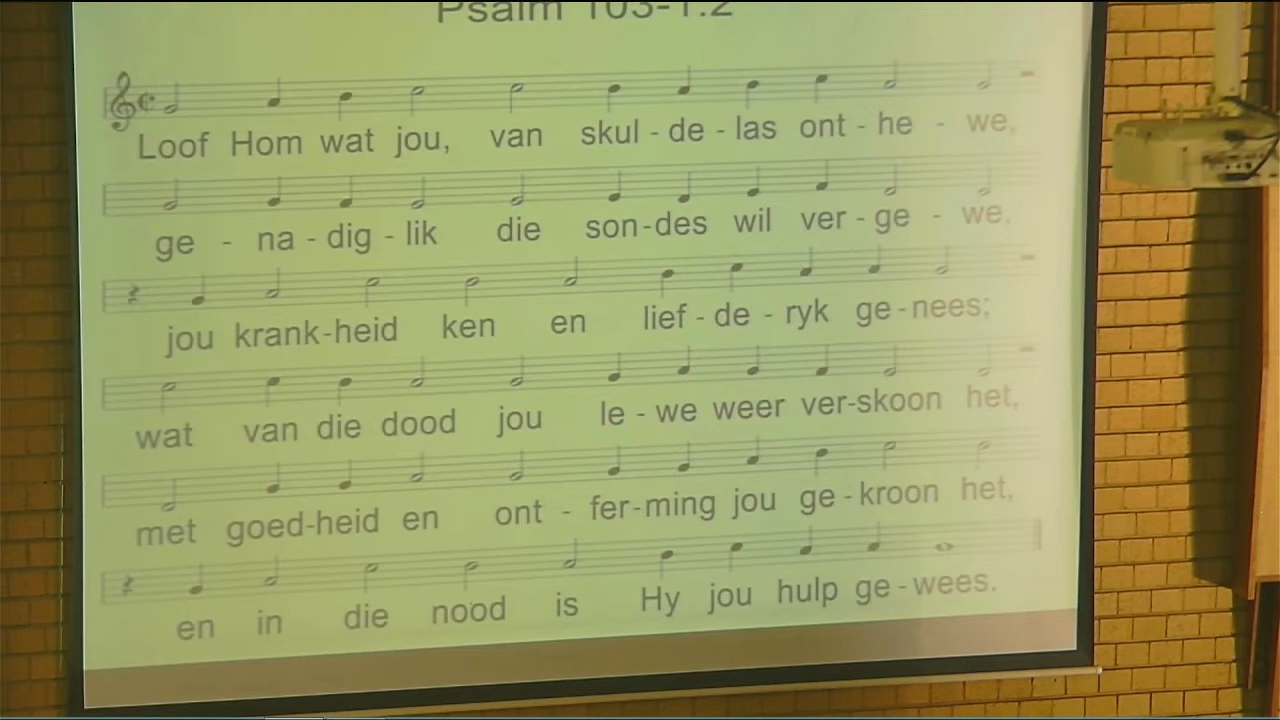 Psalm 103-1.2
Loof Hom wat jou, van skul - de - las ont - he - we,
ge - na - dig - lik die son - des wil ver - ge - we,
jou krank - heid ken en lief - de - ryk ge - nees;
wat van die dood jou le - we weer ver - skoon het,
met goed - heid en ont - fer - ming jou ge - kroon het,
en in die nood is Hy jou hulp ge - wees.